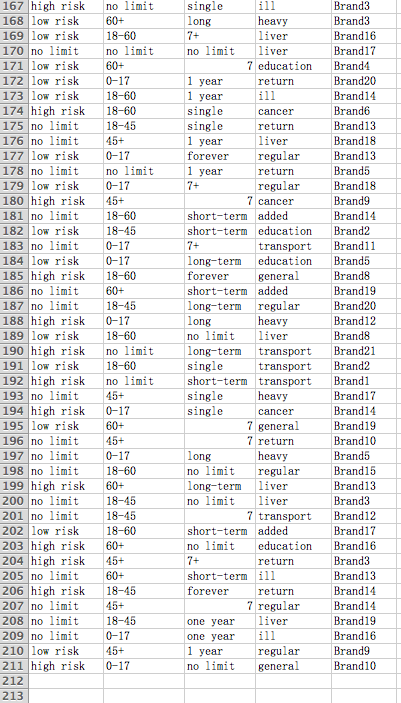 167 high risk no limit single ill Brand3
168 low risk 60+ long heavy Brand3
169 low risk 18-60 7+ liver Brand16
170 no limit no limit no limit liver Brand17
171 low risk 60+ 7 education Brand4
172 low risk 0-17 1 year return Brand20
173 low risk 18-60 1 year ill Brand14
174 high risk 18-60 single cancer Brand6
175 no limit 18-45 single return Brand13
176 no limit 45+ 1 year liver Brand18
177 low risk 0-17 forever regular Brand13
178 no limit no limit 1 year return Brand5
179 low risk 0-17 7+ regular Brand18
180 high risk 45+ 7 cancer Brand9
181 no limit 18-60 short-term added Brand14
182 low risk 18-45 short-term education Brand2
183 no limit 0-17 7+ transport Brand11
184 low risk 0-17 long-term education Brand5
185 high risk 18-60 forever general Brand8
186 no limit 60+ short-term added Brand19
187 no limit 18-45 long-term regular Brand20
188 high risk 0-17 long heavy Brand12
189 low risk 18-60 no limit liver Brand8
190 high risk no limit long-term transport Brand21
191 low risk 18-60 single transport Brand2
192 high risk no limit short-term transport Brand1
193 no limit 45+ single heavy Brand17
194 high risk 0-17 single cancer Brand14
195 low risk 60+ 7 general Brand19
196 no limit 45+ 7 return Brand10
197 no limit 0-17 long heavy Brand5
198 no limit 18-60 no limit regular Brand15
199 high risk 60+ long-term liver Brand13
200 no limit 18-45 no limit liver Brand3
201 no limit 18-45 7 transport Brand12
202 low risk 18-60 short-term added Brand17
203 high risk 60+ no limit education Brand16
204 high risk 45+ 7+ return Brand3
205 no limit 60+ short-term ill Brand13
206 high risk 18-45 forever return Brand14
207 no limit 45+ 7 regular Brand14
208 no limit 18-45 one year liver Brand19
209 no limit 0-17 one year ill Brand16
210 low risk 45+ 1 year regular Brand9
211 high risk 0-17 no limit general Brand10
212
213